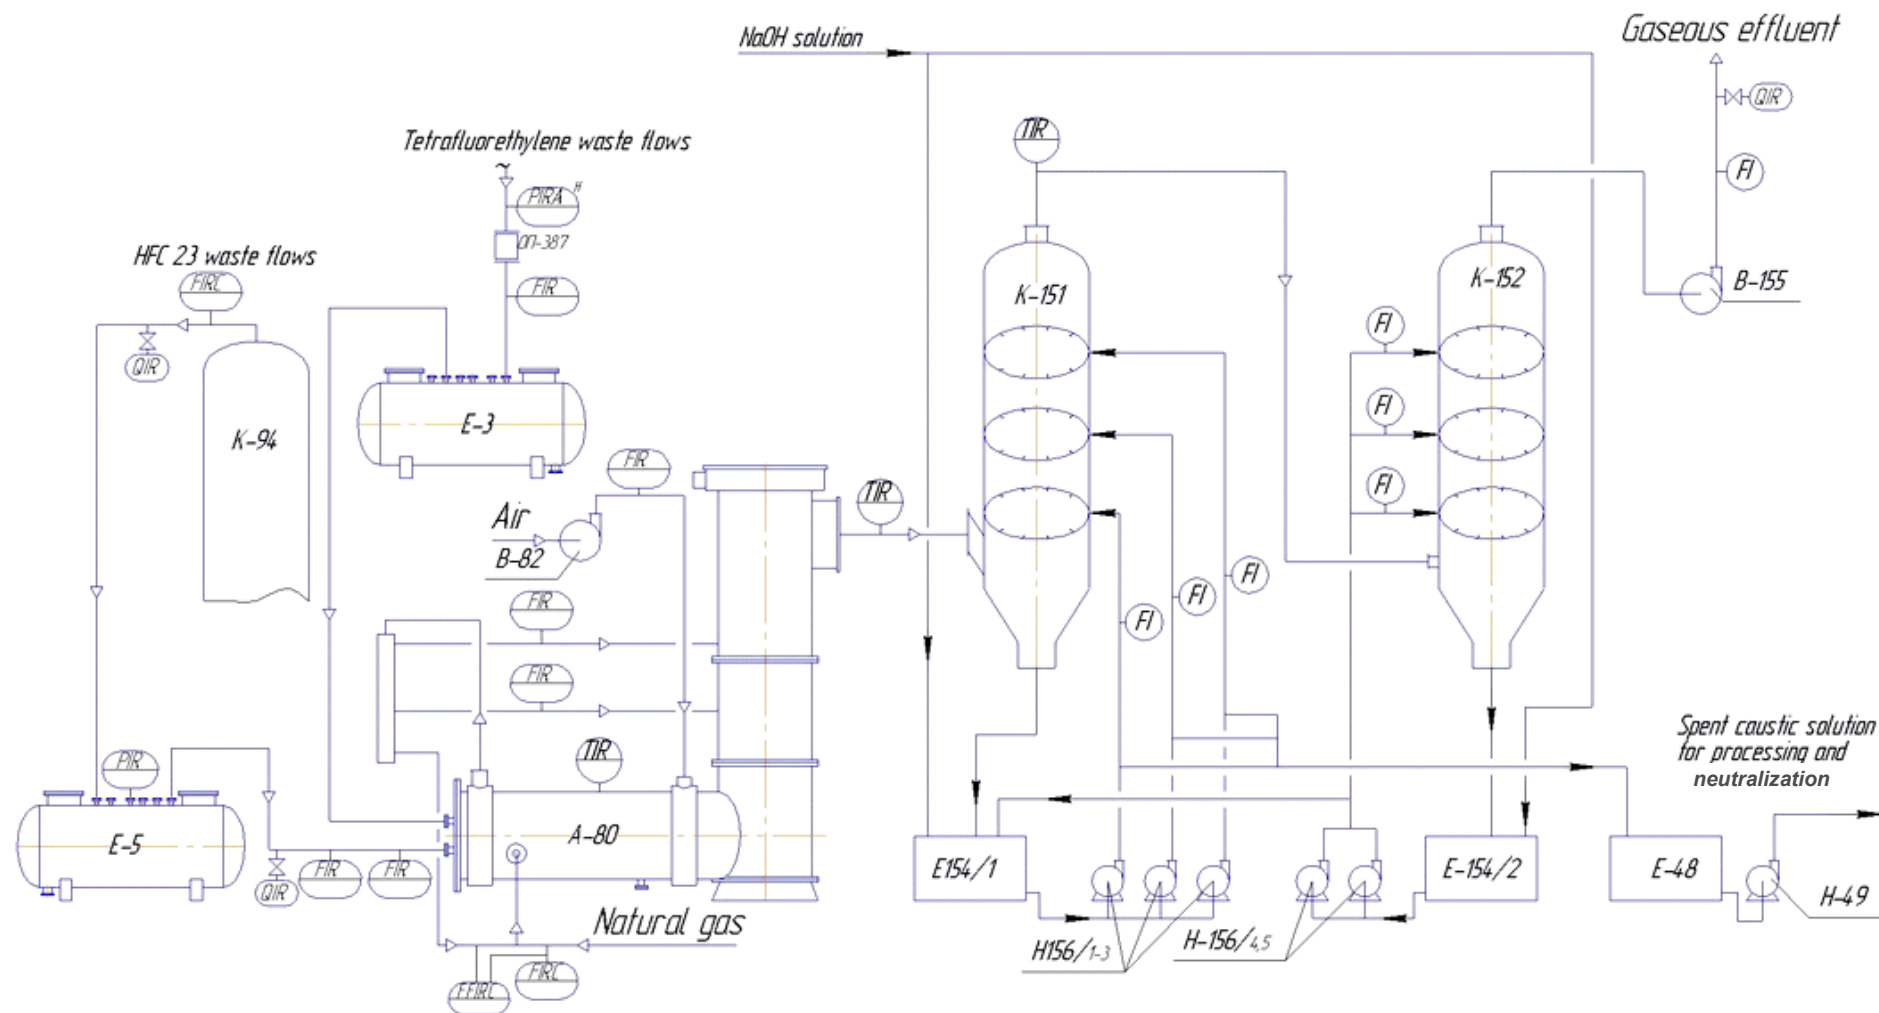 NaOH solution
Gaseous effluent
QIR
TIR
Tetrafluorethylene waste flows
FI
PIRA
H
ОП-387
HFC 23 waste flows
FIRC
FIR
K-151
K-152
B-155
FI
QIR
E-3
FI
K-94
FIR
TIR
FI
Air
B-82
FI
FIR
FI
FI
FIR
Spent caustic solution
for processing and
neutralization
TIR
PIR
A-80
E-5
E154/1
E-154/2
E-48
FIR
FIR
QIR
H-49
Natural gas
H156/1-3
H-156/4,5
FIRC
FFIRC